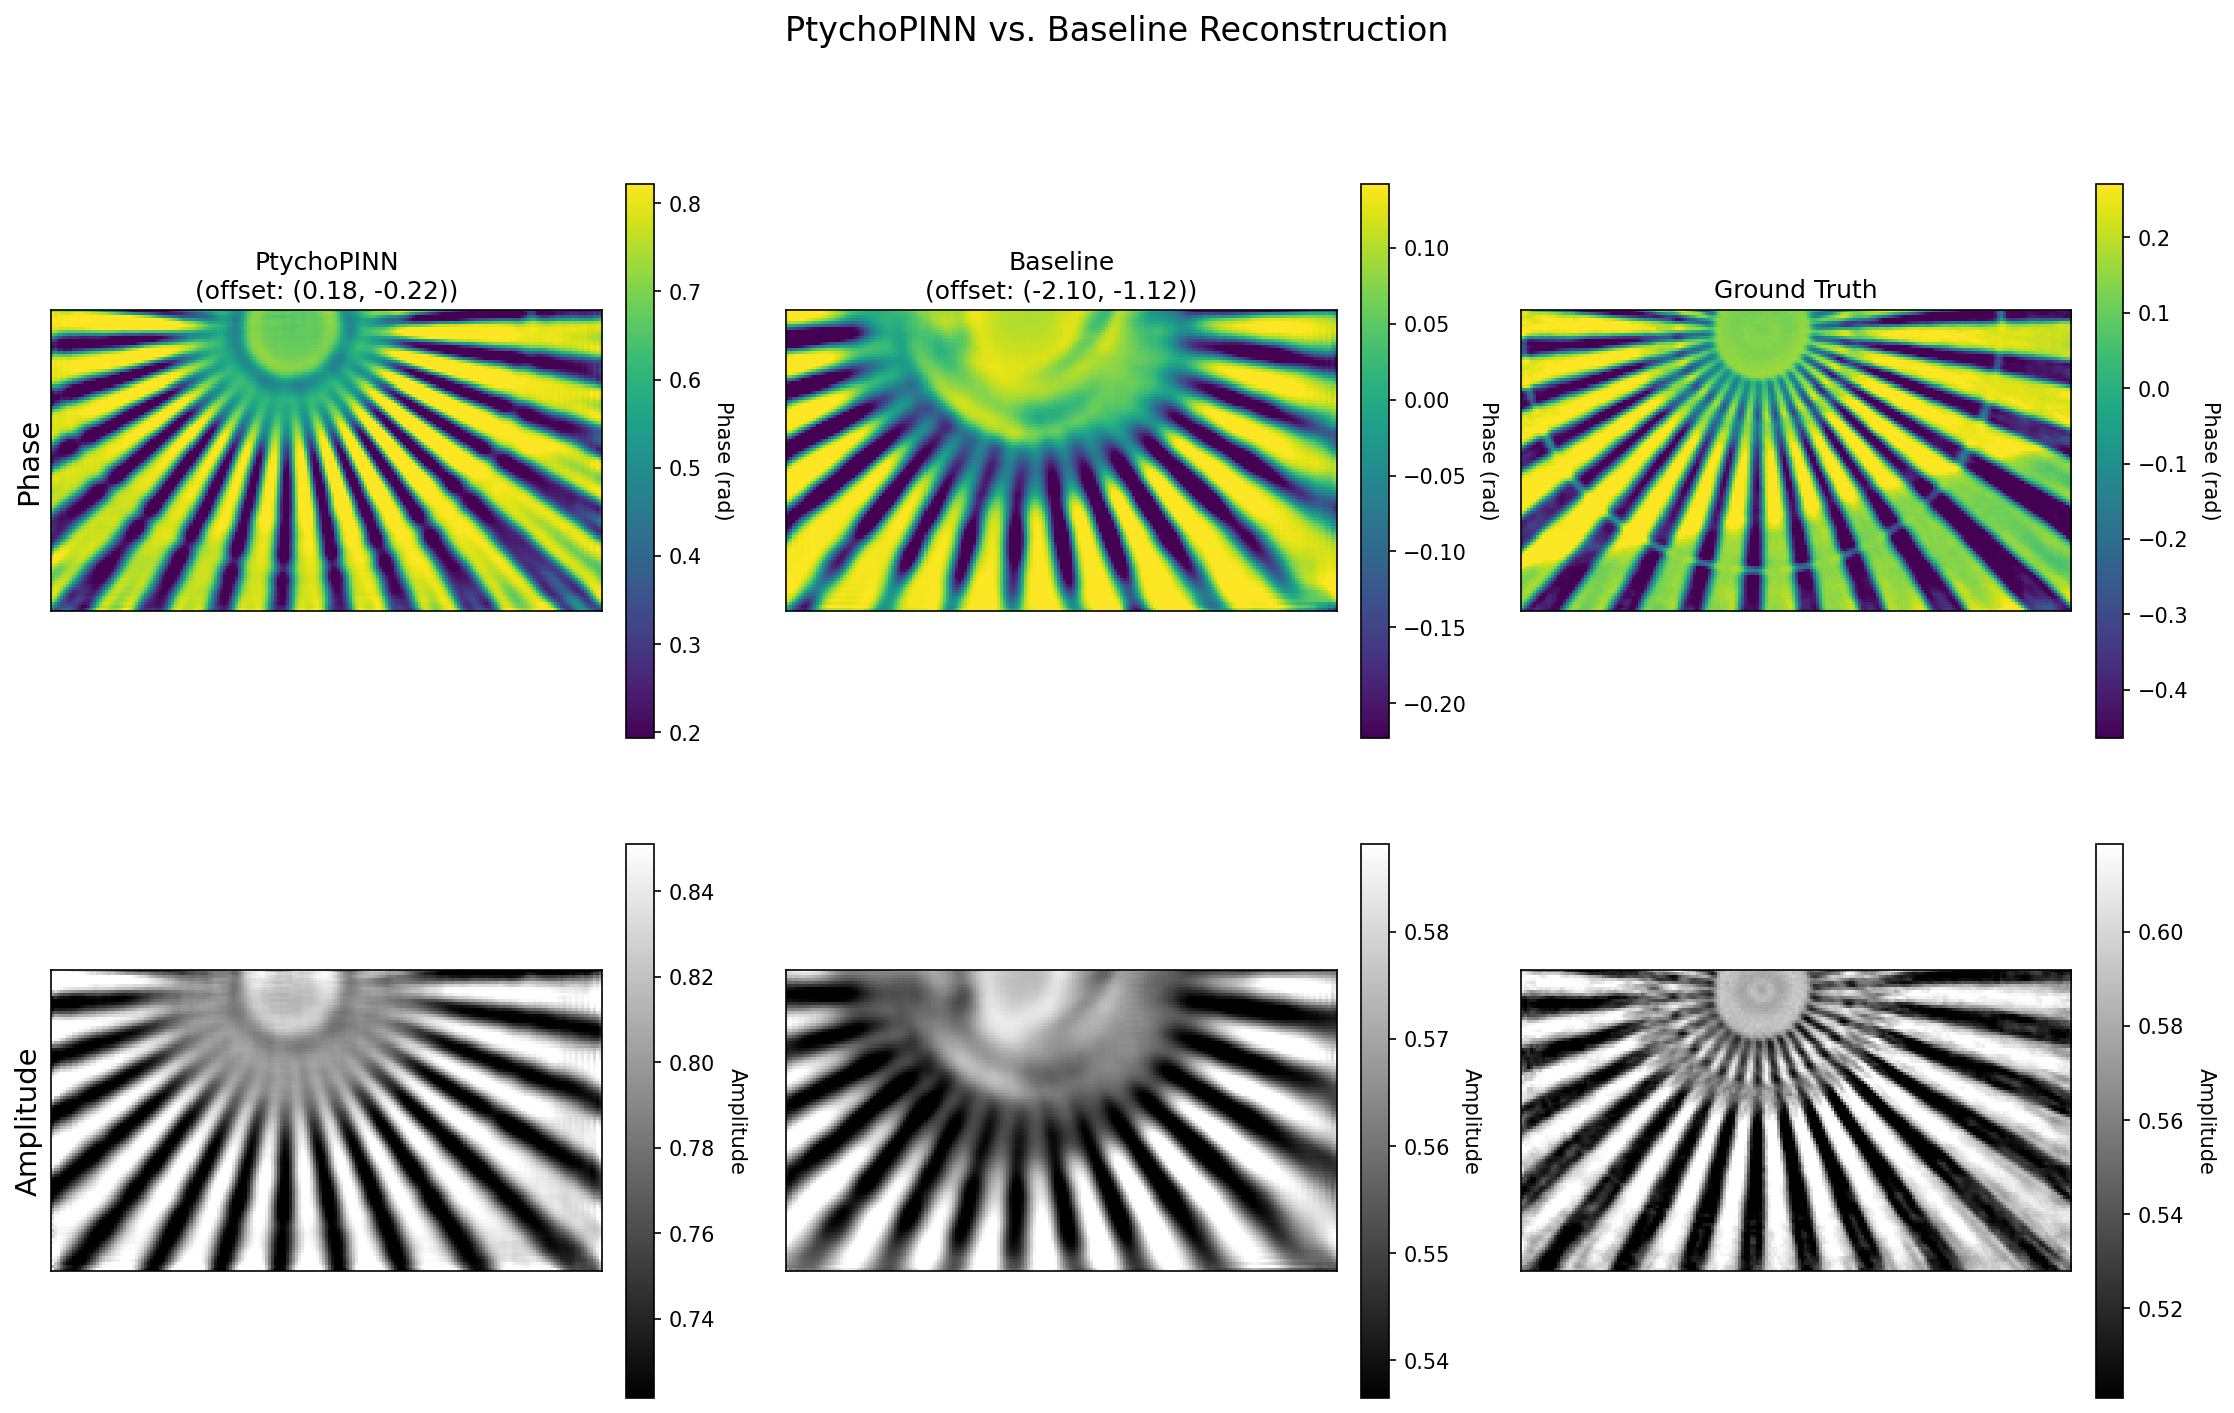 PtychoPINN vs. Baseline Reconstruction
PtychoPINN
(offset: (0.18, -0.22))
Baseline
(offset: (-2.10, -1.12))
Ground Truth
Phase
0.8
0.7
0.6
0.5
0.4
0.3
0.2
Phase (rad)
0.10
0.05
0.00
−0.05
−0.10
−0.15
−0.20
Phase (rad)
0.2
0.1
0.0
−0.1
−0.2
−0.3
−0.4
Phase (rad)
Amplitude
0.84
0.82
0.80
0.78
0.76
0.74
Amplitude
0.58
0.57
0.56
0.55
0.54
Amplitude
0.60
0.58
0.56
0.54
0.52
Amplitude